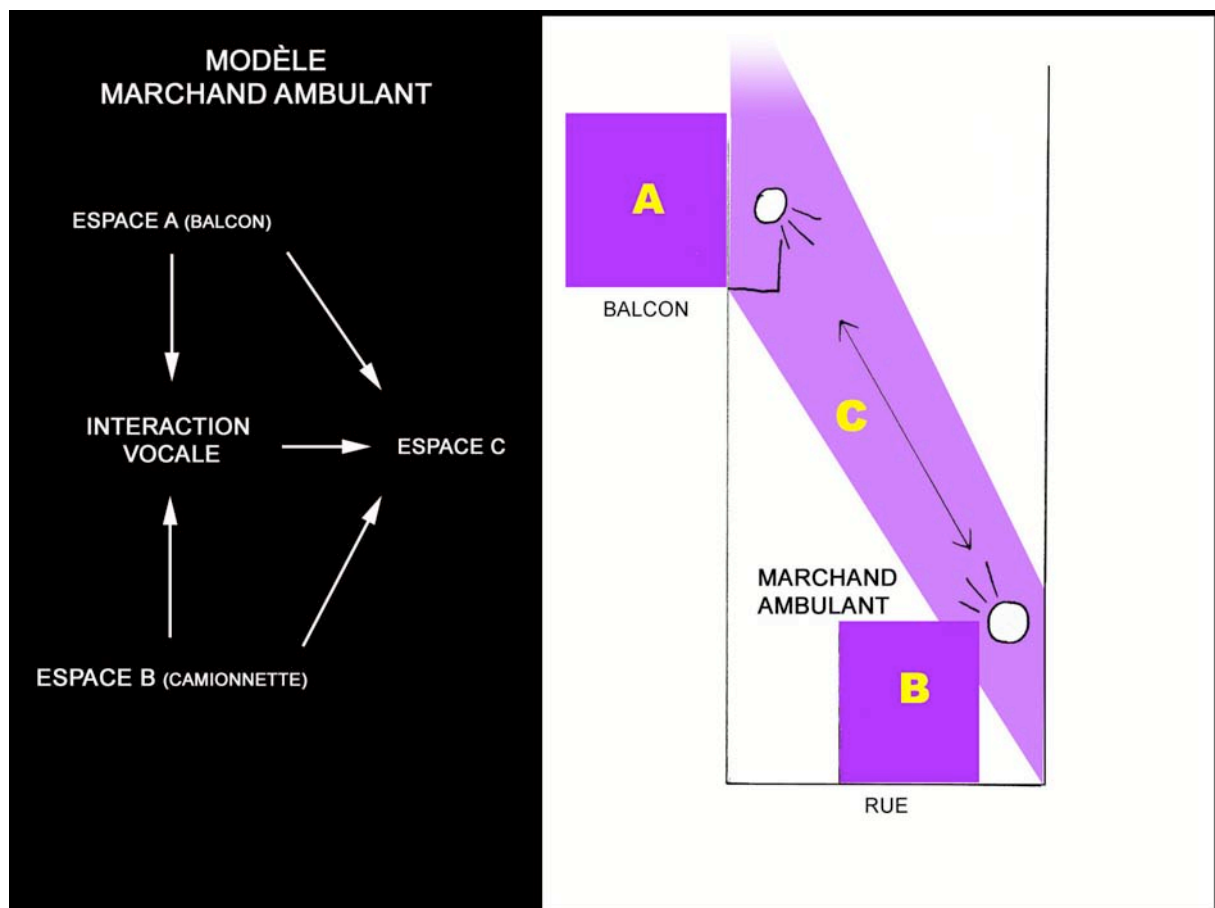 MODÈLE
MARCHAND AMBULANT
ESPACE A (BALCON)
INTERACTION
VOCALE
ESPACE C
ESPACE B (CAMIONNETTE)
A
BALCON
C
MARCHAND
AMBULANT
B
RUE